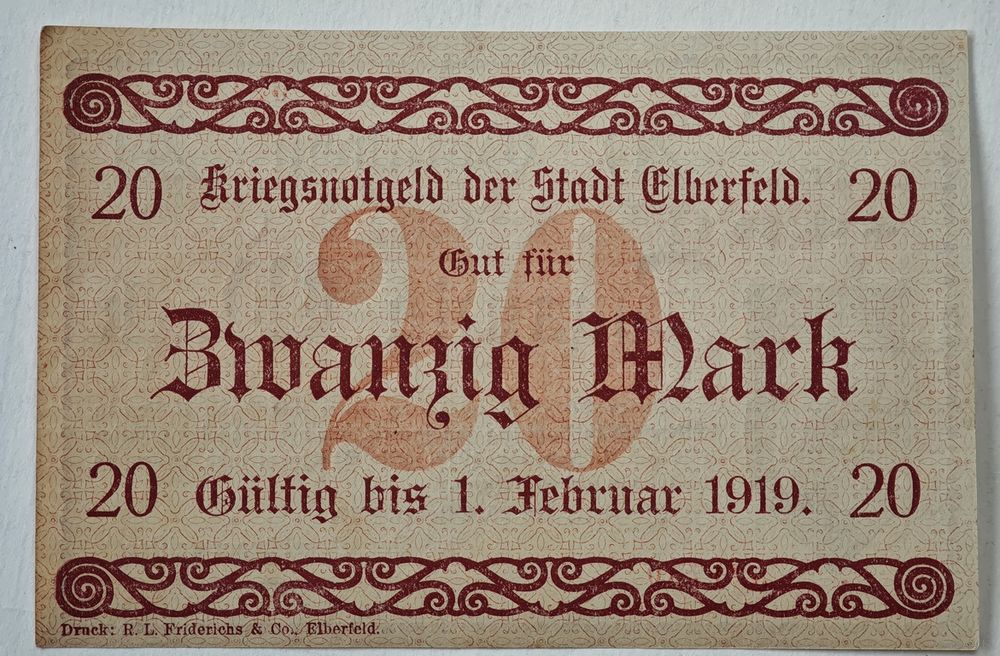 20 Kriegsnotgeld der Stadt Elberfeld. 20
Gut für
20
Zwanzig Mark
20 Gültig bis 1. Februar 1919. 20
Druck: R. L. Friderichs & Co., Elberfeld.